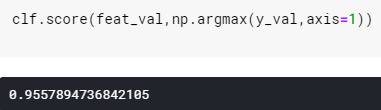 clf.score(feat_val,np.argmax(y_val,axis=1))
0.9557894736842105